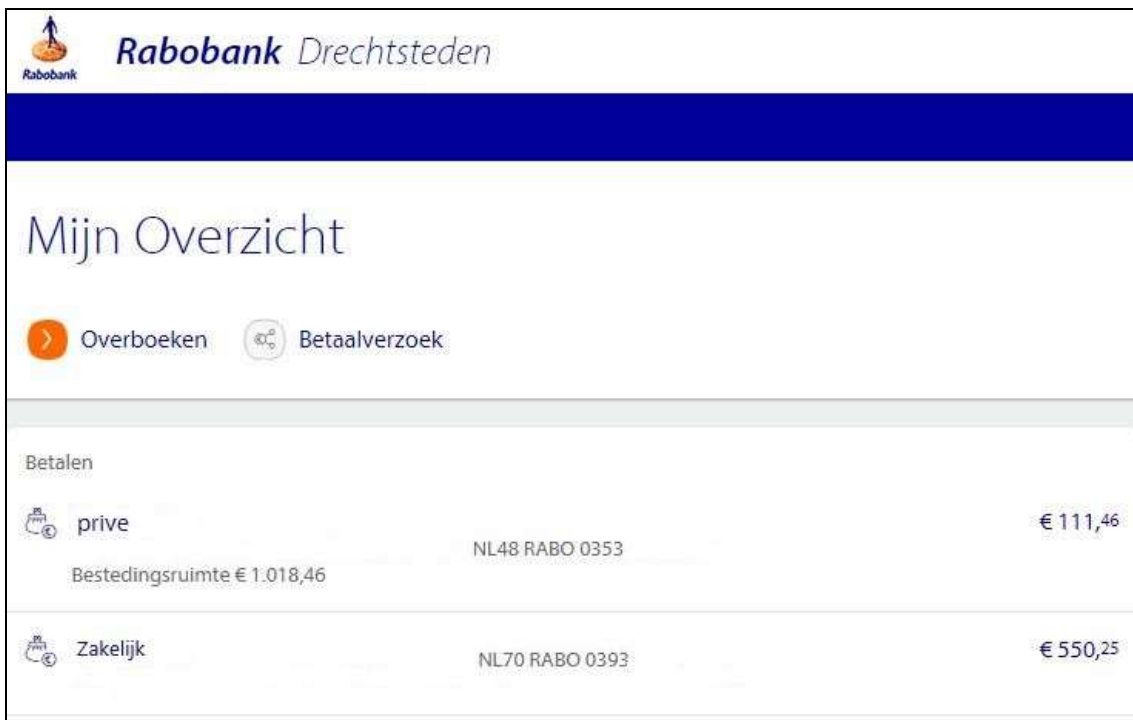 Rabobank
Rabobank Drechtsteden
Mijn Overzicht
Overboeken Betaalverzoek
Betalen
prive € 111,46
NL48 RABO 0353
Bestedingsruimte € 1.018,46
Zakelijk NL70 RABO 0393 € 550,25